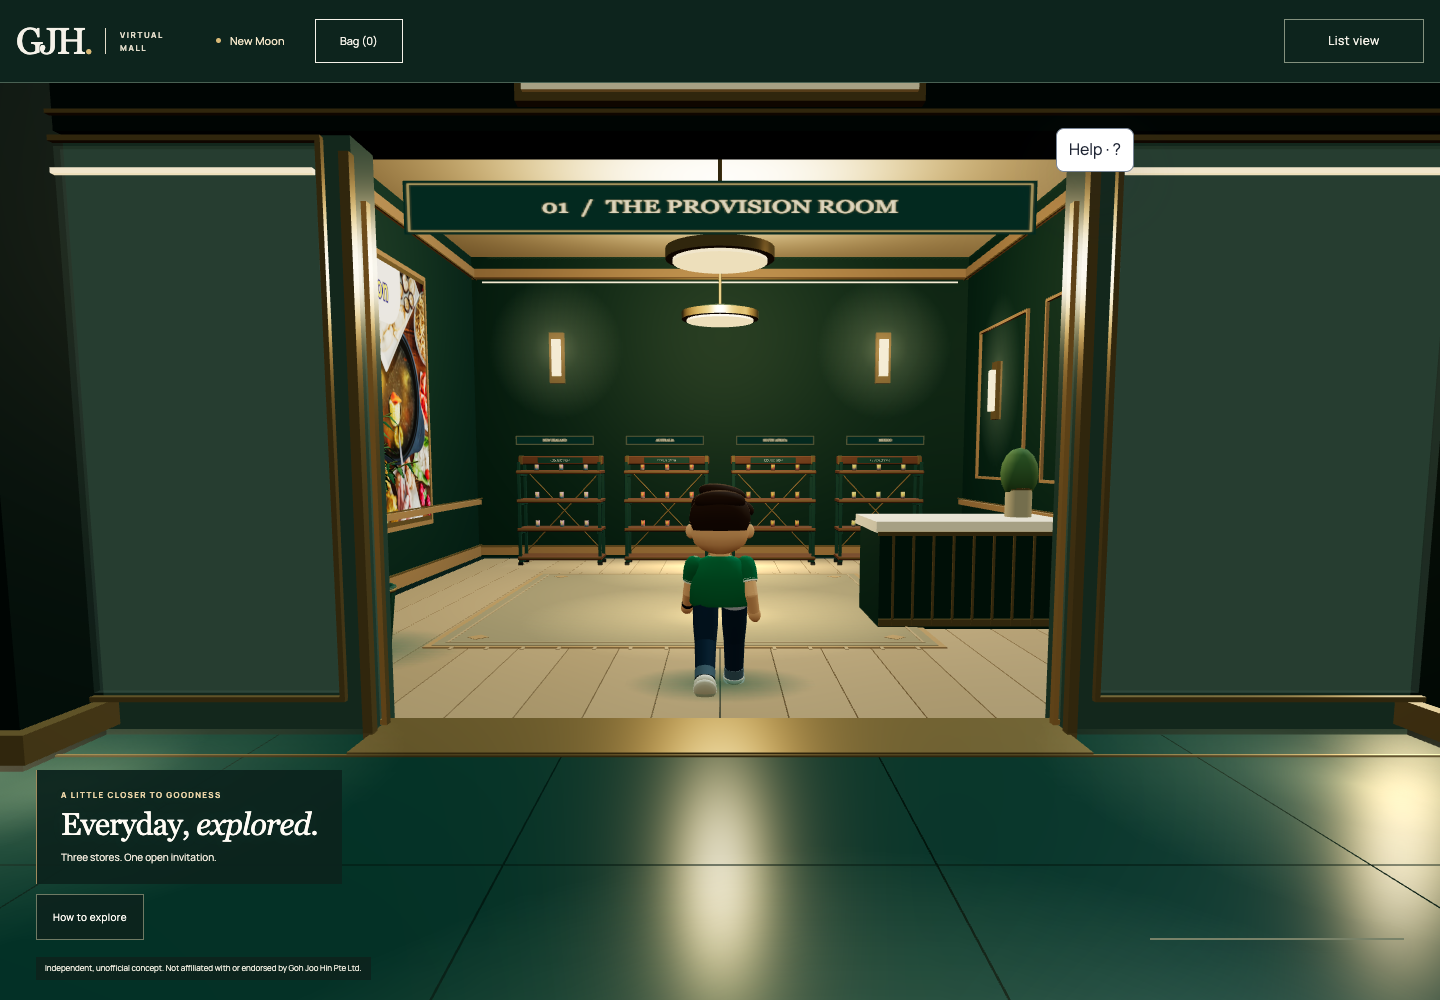 GJH.
VIRTUAL
MALL
New Moon
Bag (0)
List view
Help · ?
01 / THE PROVISION ROOM
A LITTLE CLOSER TO GOODNESS
Everyday, explored.
Three stores. One open invitation.
How to explore
Independent, unofficial concept. Not affiliated with or endorsed by Goh Joo Hin Pte Ltd.